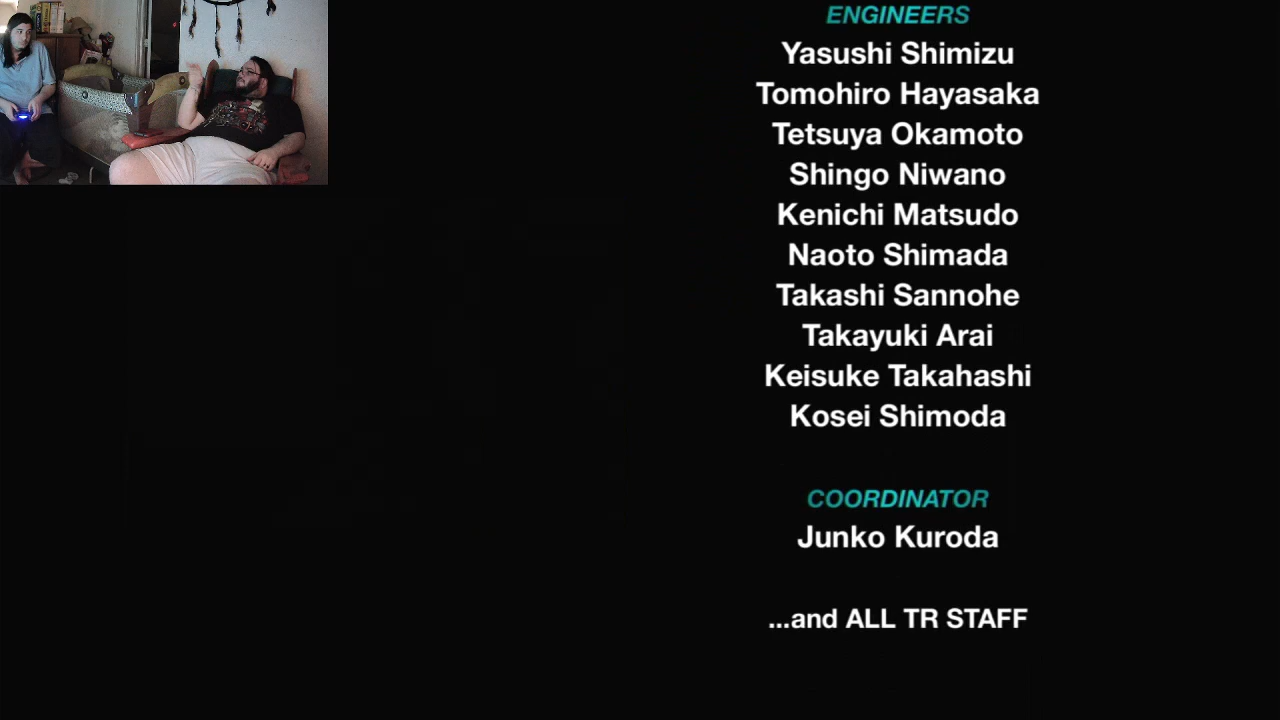 ENGINEERS
Yasushi Shimizu
Tomohiro Hayasaka
Tetsuya Okamoto
Shingo Niwano
Kenichi Matsudo
Naoto Shimada
Takashi Sannohe
Takayuki Arai
Keisuke Takahashi
Kosei Shimoda
COORDINATOR
Junko Kuroda
...and ALL TR STAFF